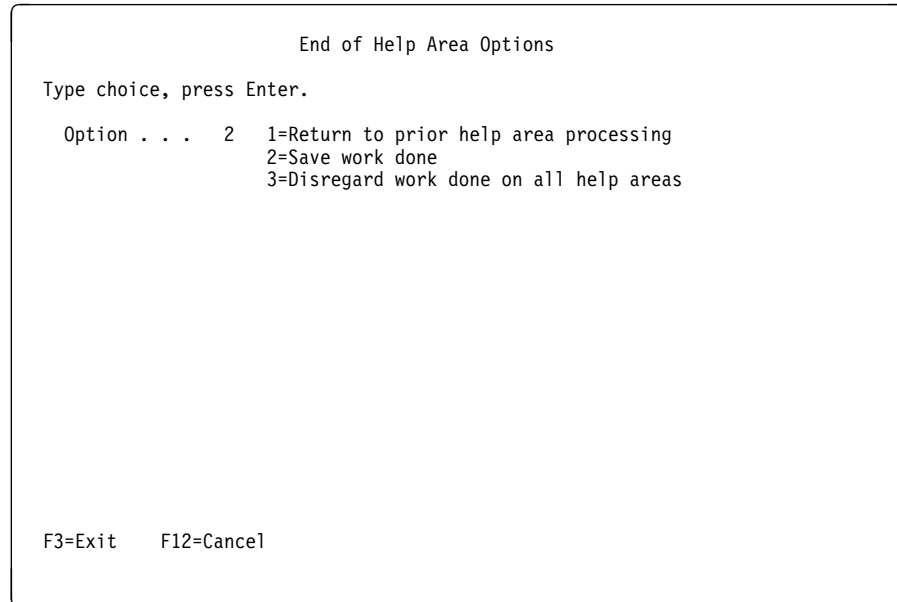 End of Help Area Options
Type choice, press Enter.
Option . . .   2   1=Return to prior help area processing
2=Save work done
3=Disregard work done on all help areas
F3=Exit    F12=Cancel